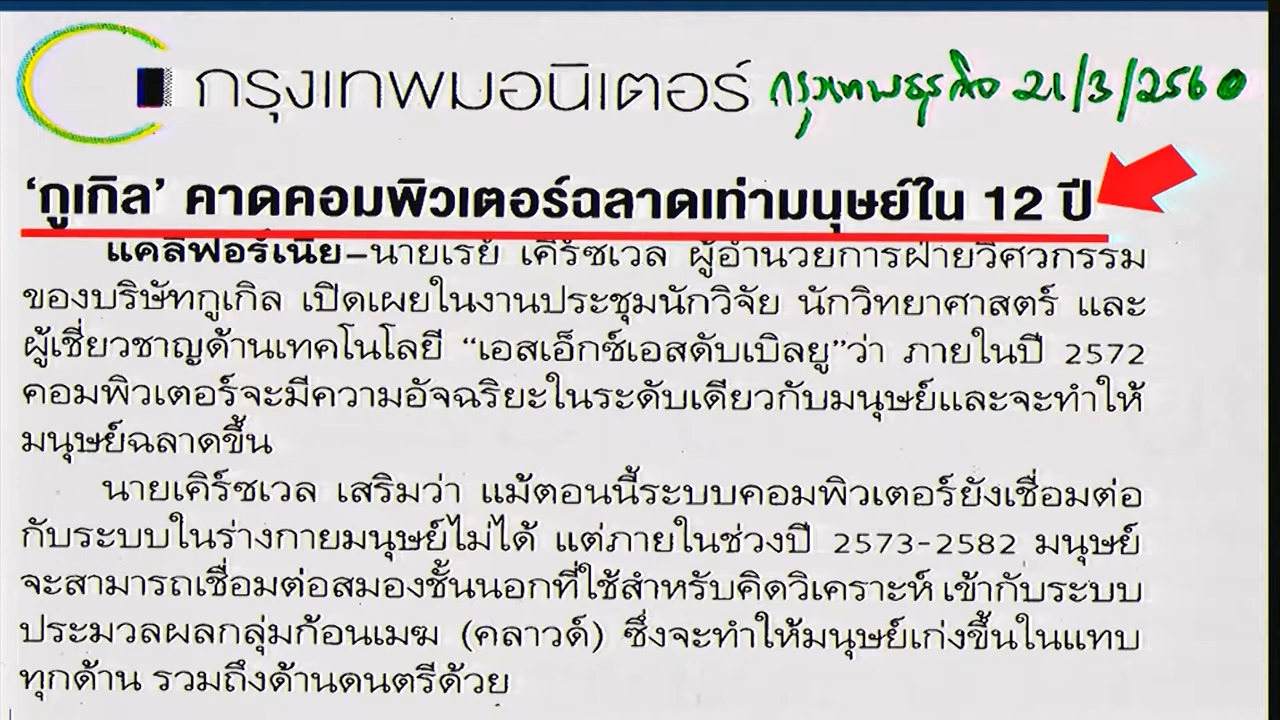 กรุงเทพมอนิเตอร์ กรุงเทพธุรกิจ 21/3/2560
‘กูเกิล’ คาดคอมพิวเตอร์ฉลาดเท่ามนุษย์ใน 12 ปี
แคลิฟอร์เนีย–นายเรย์ เคิร์ซเวล ผู้อำนวยการฝ่ายวิศวกรรม
ของบริษัทกูเกิล เปิดเผยในงานประชุมนักวิจัย นักวิทยาศาสตร์ และ
ผู้เชี่ยวชาญด้านเทคโนโลยี “เอสเอ็กซ์เอสดับเบิลยู”ว่า ภายในปี 2572
คอมพิวเตอร์จะมีความอัจฉริยะในระดับเดียวกับมนุษย์และจะทำให้
มนุษย์ฉลาดขึ้น
นายเคิร์ซเวล เสริมว่า แม้ตอนนี้ระบบคอมพิวเตอร์ยังเชื่อมต่อ
กับระบบในร่างกายมนุษย์ไม่ได้ แต่ภายในช่วงปี 2573-2582 มนุษย์
จะสามารถเชื่อมต่อสมองชั้นนอกที่ใช้สำหรับคิดวิเคราะห์ เข้ากับระบบ
ประมวลผลกลุ่มก้อนเมฆ (คลาวด์) ซึ่งจะทำให้มนุษย์เก่งขึ้นในแทบ
ทุกด้าน รวมถึงด้านดนตรีด้วย